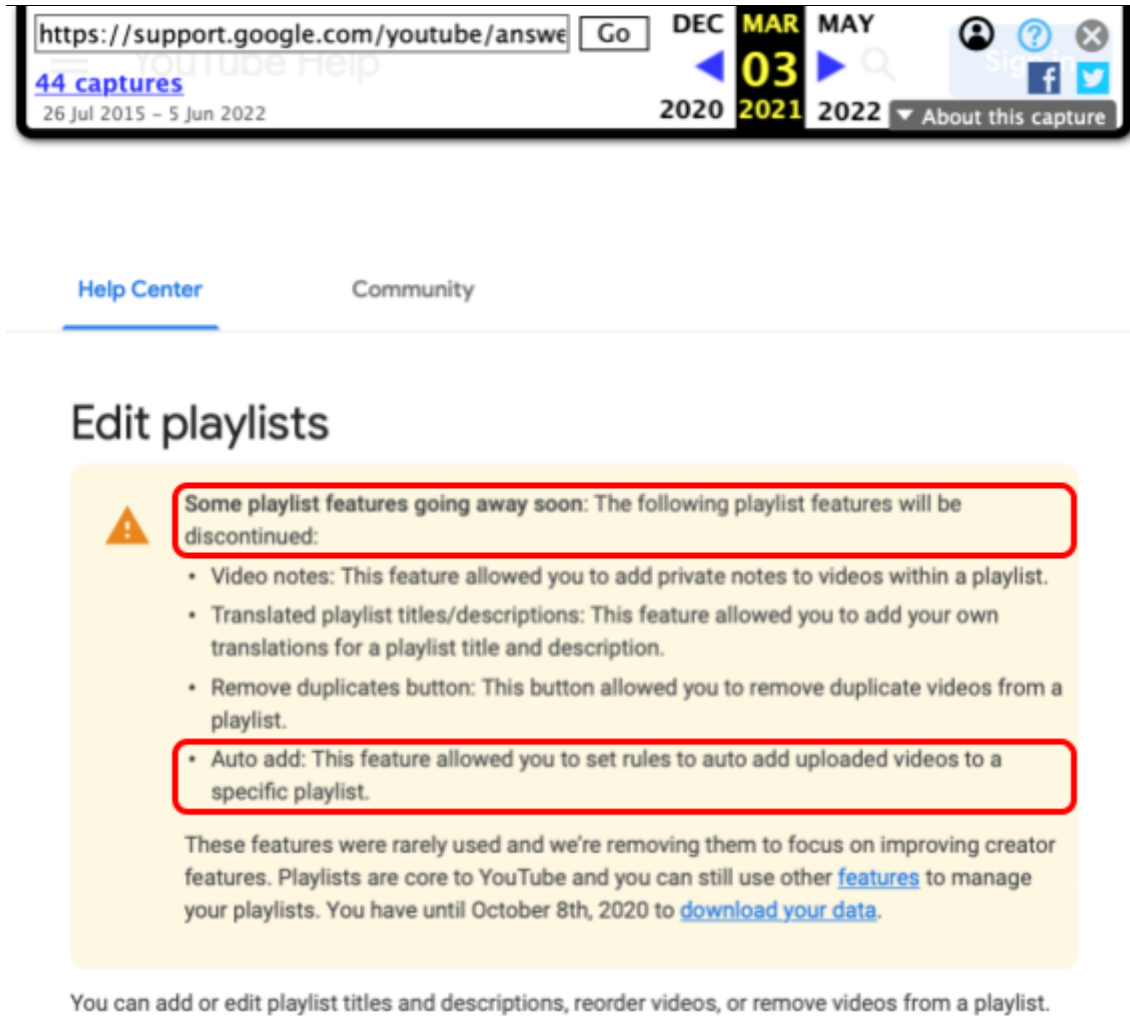 https://support.google.com/youtube/answe Go DEC MAR MAY
YouTube Help 03 Sign in
44 captures
26 Jul 2015 – 5 Jun 2022 2020 2021 2022 ▼ About this capture
Help Center Community
Edit playlists
Some playlist features going away soon: The following playlist features will be
discontinued:
• Video notes: This feature allowed you to add private notes to videos within a playlist.
• Translated playlist titles/descriptions: This feature allowed you to add your own
translations for a playlist title and description.
• Remove duplicates button: This button allowed you to remove duplicate videos from a
playlist.
• Auto add: This feature allowed you to set rules to auto add uploaded videos to a
specific playlist.
These features were rarely used and we're removing them to focus on improving creator
features. Playlists are core to YouTube and you can still use other features to manage
your playlists. You have until October 8th, 2020 to download your data.
You can add or edit playlist titles and descriptions, reorder videos, or remove videos from a playlist.